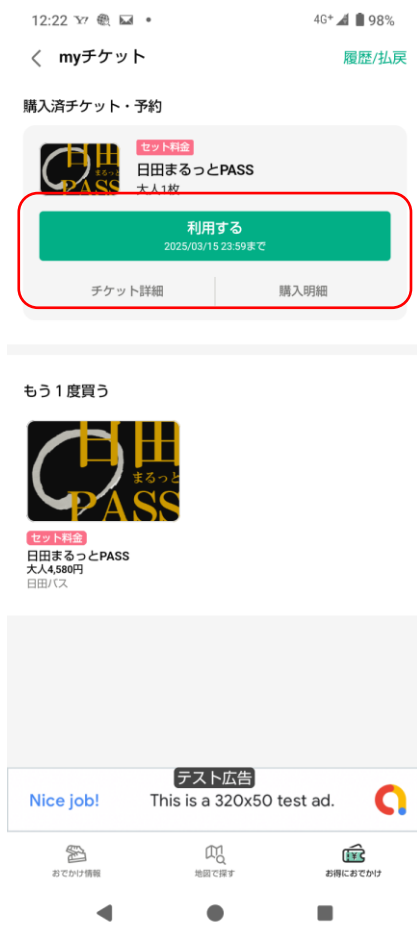 12:22
4G+ 98%
myチケット
履歴/払戻
購入済チケット・予約
日田
まるっと
PASS
セット料金
日田まるっとPASS
大人1枚
利用する
2025/03/15 23:59まで
チケット詳細
購入明細
もう1度買う
日田
まるっと
PASS
セット料金
日田まるっとPASS
大人4,580円
日田バス
テスト広告
Nice job!
This is a 320x50 test ad.
おでかけ情報
地図で探す
お得におでかけ